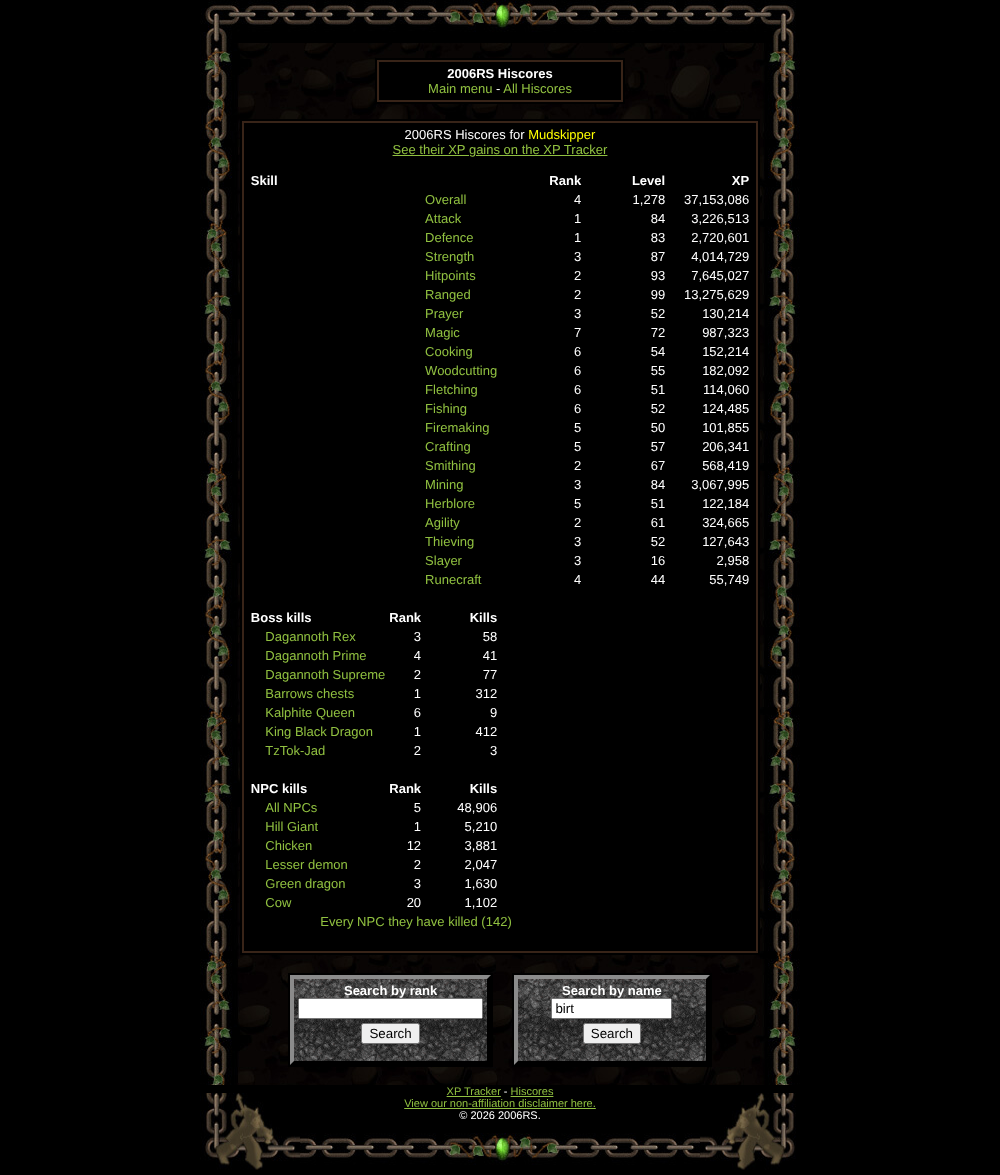 2006RS Hiscores
Main menu - All Hiscores
2006RS Hiscores for Mudskipper
See their XP gains on the XP Tracker
Skill Rank Level XP
Overall 4 1,278 37,153,086
Attack 1 84 3,226,513
Defence 1 83 2,720,601
Strength 3 87 4,014,729
Hitpoints 2 93 7,645,027
Ranged 2 99 13,275,629
Prayer 3 52 130,214
Magic 7 72 987,323
Cooking 6 54 152,214
Woodcutting 6 55 182,092
Fletching 6 51 114,060
Fishing 6 52 124,485
Firemaking 5 50 101,855
Crafting 5 57 206,341
Smithing 2 67 568,419
Mining 3 84 3,067,995
Herblore 5 51 122,184
Agility 2 61 324,665
Thieving 3 52 127,643
Slayer 3 16 2,958
Runecraft 4 44 55,749
Boss kills Rank Kills
Dagannoth Rex 3 58
Dagannoth Prime 4 41
Dagannoth Supreme 2 77
Barrows chests 1 312
Kalphite Queen 6 9
King Black Dragon 1 412
TzTok-Jad 2 3
NPC kills Rank Kills
All NPCs 5 48,906
Hill Giant 1 5,210
Chicken 12 3,881
Lesser demon 2 2,047
Green dragon 3 1,630
Cow 20 1,102
Every NPC they have killed (142)
Search by rank
Search
Search by name
birt
Search
XP Tracker - Hiscores
View our non-affiliation disclaimer here.
© 2026 2006RS.